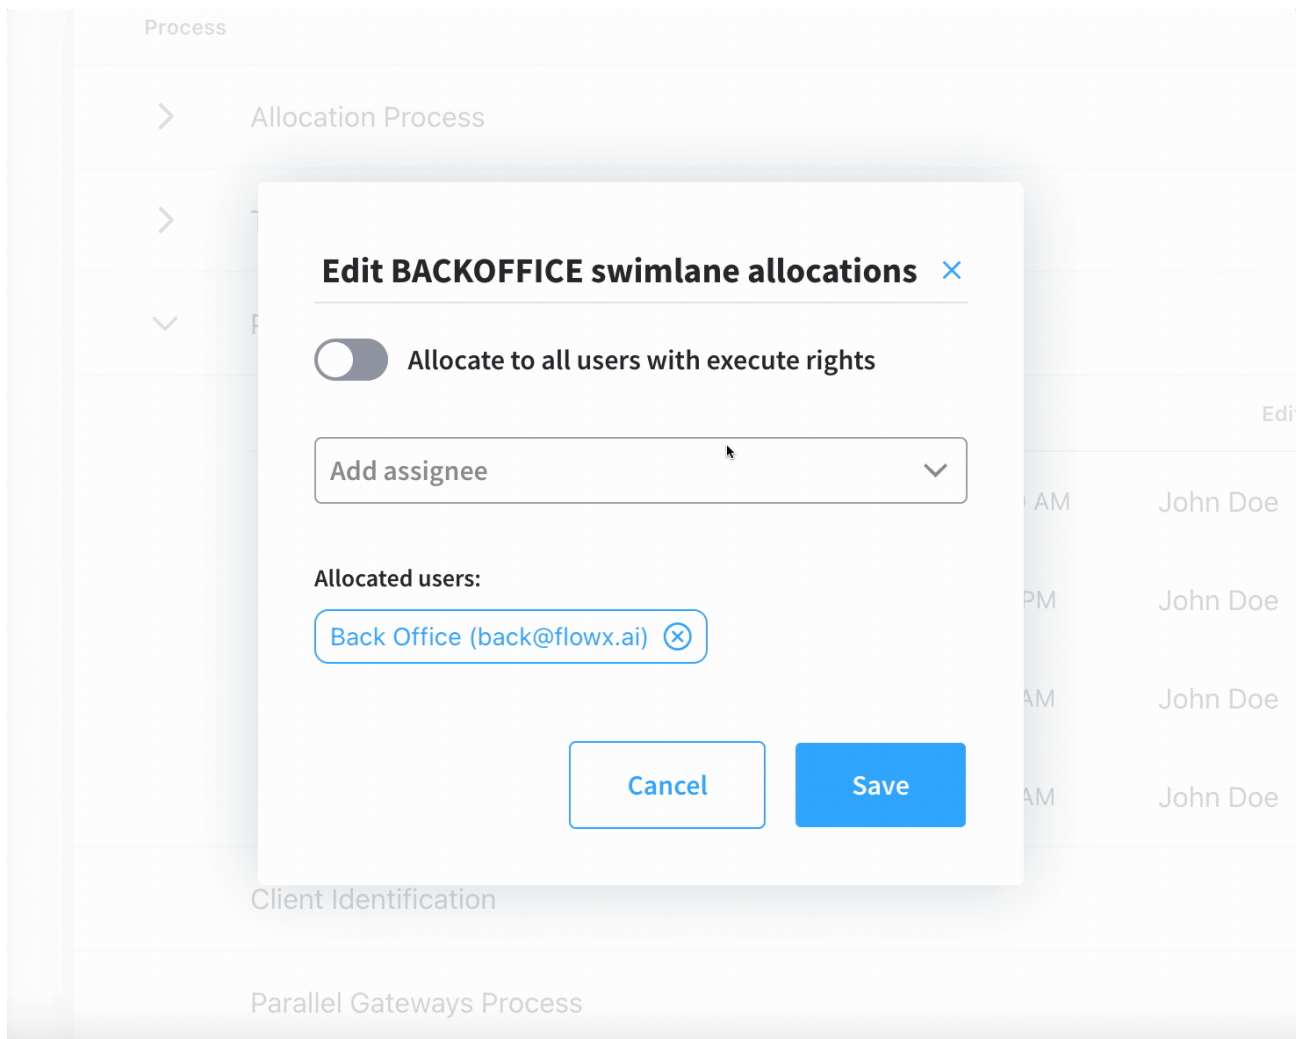 Process
Allocation Process
Edit BACKOFFICE swimlane allocations
Allocate to all users with execute rights
Add assignee
Allocated users:
Back Office (back@flowx.ai)
Cancel
Save
AM John Doe
PM John Doe
AM John Doe
AM John Doe
Client Identification
Parallel Gateways Process